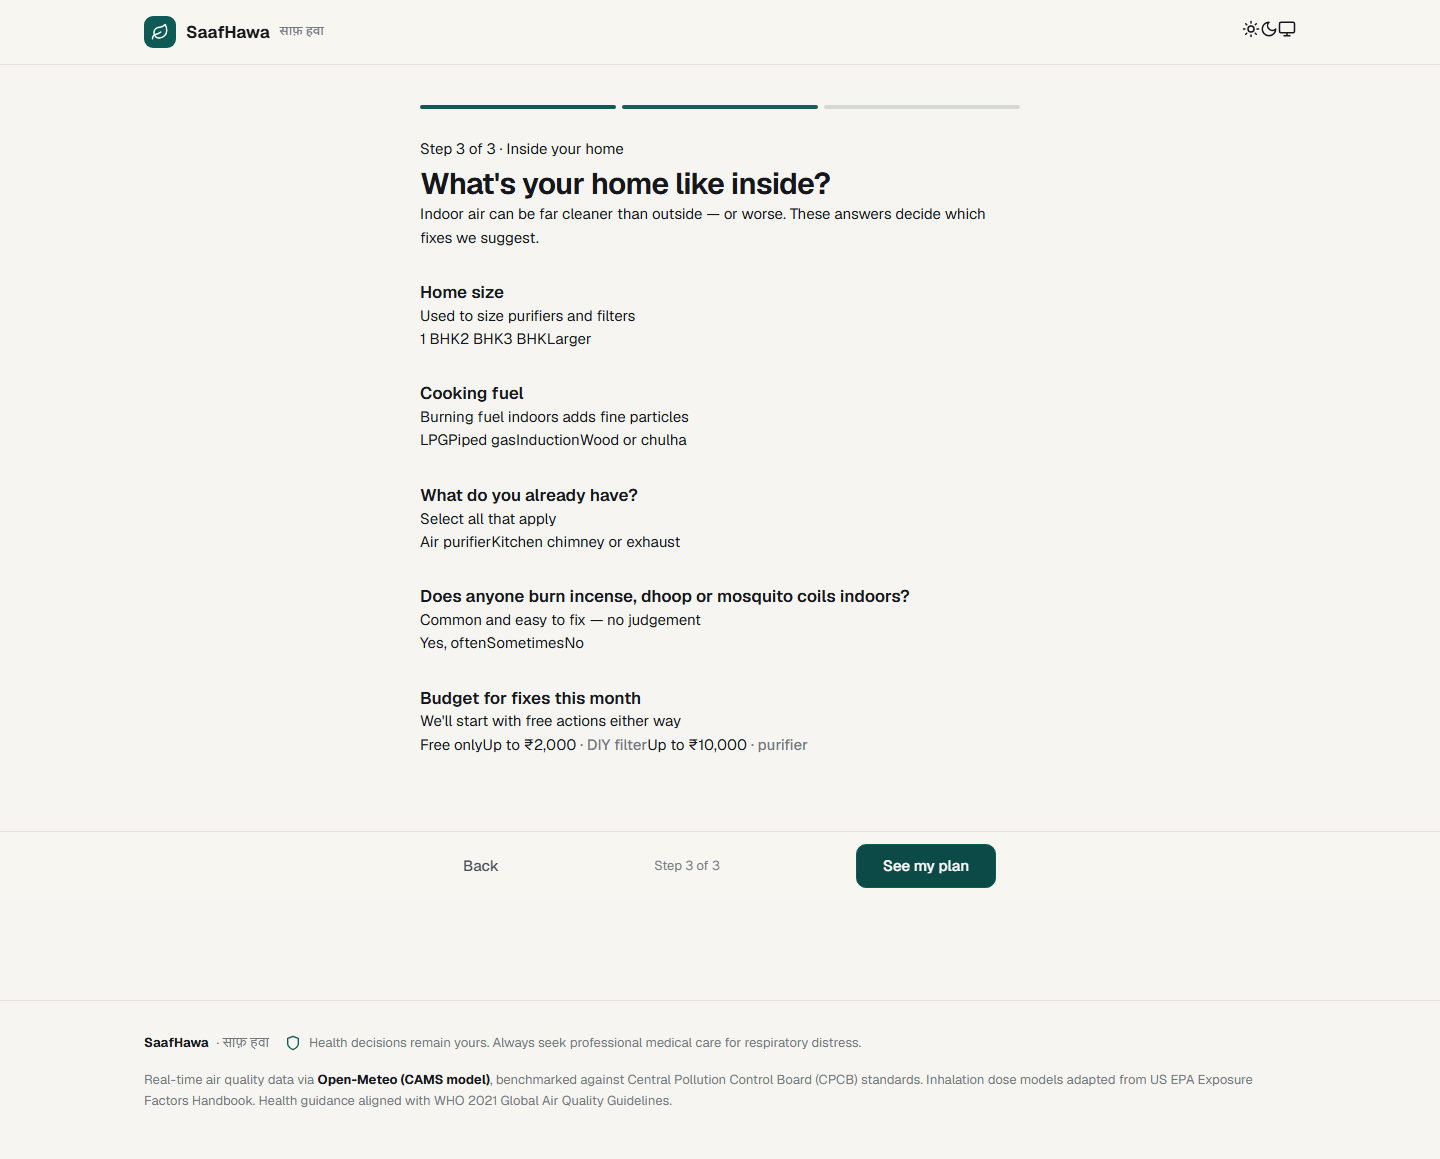 SaafHawa साफ़ हवा
Step 3 of 3 · Inside your home
What's your home like inside?
Indoor air can be far cleaner than outside — or worse. These answers decide which
fixes we suggest.
Home size
Used to size purifiers and filters
1 BHK2 BHK3 BHKLarger
Cooking fuel
Burning fuel indoors adds fine particles
LPGPiped gasInductionWood or chulha
What do you already have?
Select all that apply
Air purifierKitchen chimney or exhaust
Does anyone burn incense, dhoop or mosquito coils indoors?
Common and easy to fix — no judgement
Yes, oftenSometimesNo
Budget for fixes this month
We'll start with free actions either way
Free onlyUp to ₹2,000 · DIY filterUp to ₹10,000 · purifier
Back
Step 3 of 3
See my plan
SaafHawa · साफ़ हवा Health decisions remain yours. Always seek professional medical care for respiratory distress.
Real-time air quality data via Open-Meteo (CAMS model), benchmarked against Central Pollution Control Board (CPCB) standards. Inhalation dose models adapted from US EPA Exposure
Factors Handbook. Health guidance aligned with WHO 2021 Global Air Quality Guidelines.